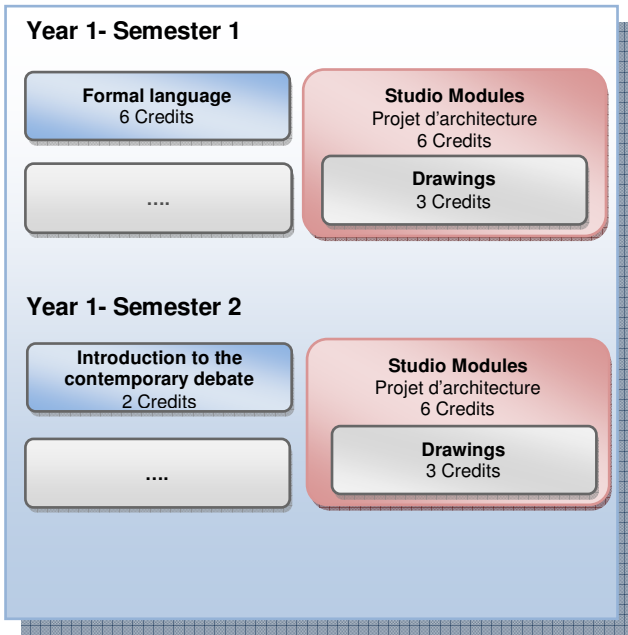 Year 1- Semester 1
Formal language
6 Credits
....
Studio Modules
Projet d'architecture
6 Credits
Drawings
3 Credits
Year 1- Semester 2
Introduction to the
contemporary debate
2 Credits
....
Studio Modules
Projet d'architecture
6 Credits
Drawings
3 Credits